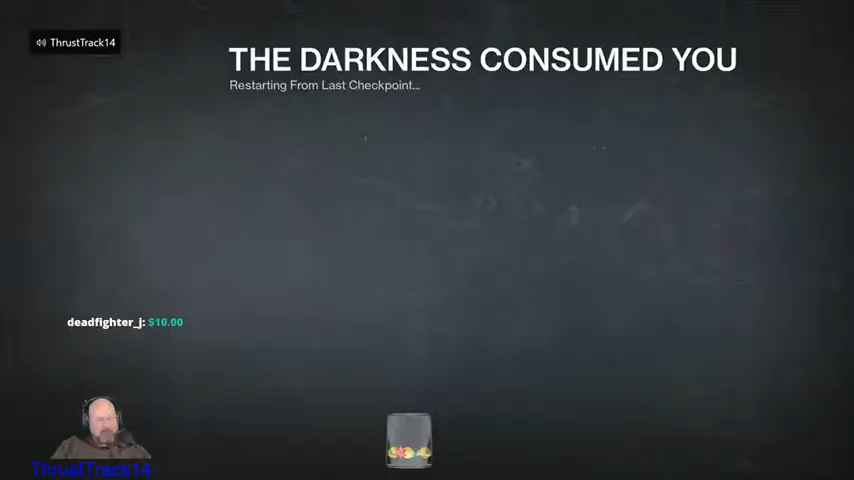 ThrustTrack14
THE DARKNESS CONSUMED YOU
Restarting From Last Checkpoint...
deadfighter_j: $10.00
ThrustTrack14